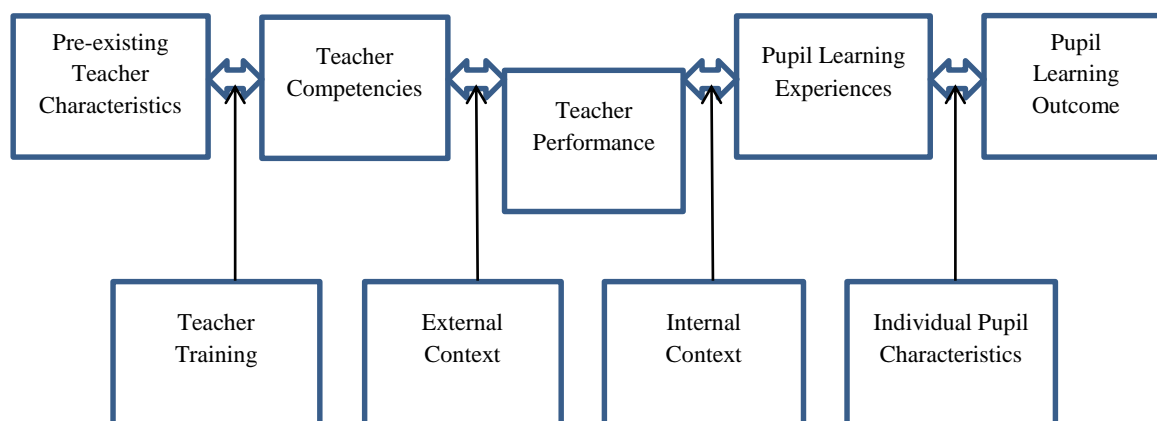 Pre-existing
Teacher
Characteristics
Teacher
Competencies
Teacher
Performance
Pupil Learning
Experiences
Pupil
Learning
Outcome
Teacher
Training
External
Context
Internal
Context
Individual Pupil
Characteristics